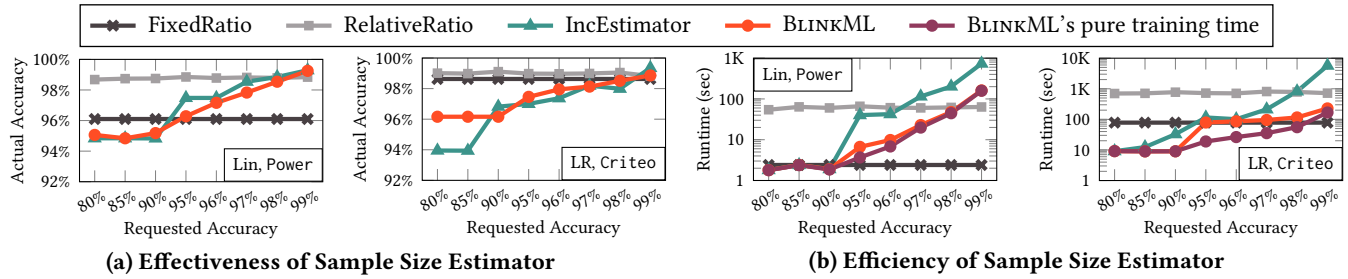 FixedRatio RelativeRatio IncEstimator BLINKML BLINKML's pure training time
Actual Accuracy
100%
98%
96%
94%
92%
80% 85% 90% 95% 96% 97% 98% 99%
Requested Accuracy
Lin, Power
Actual Accuracy
100%
98%
96%
94%
92%
80% 85% 90% 95% 96% 97% 98% 99%
Requested Accuracy
LR, Criteo
Runtime (sec)
1K
100
10
1
80% 85% 90% 95% 96% 97% 98% 99%
Requested Accuracy
Lin, Power
Runtime (sec)
10K
1K
100
10
1
80% 85% 90% 95% 96% 97% 98% 99%
Requested Accuracy
LR, Criteo
(a) Effectiveness of Sample Size Estimator
(b) Efficiency of Sample Size Estimator